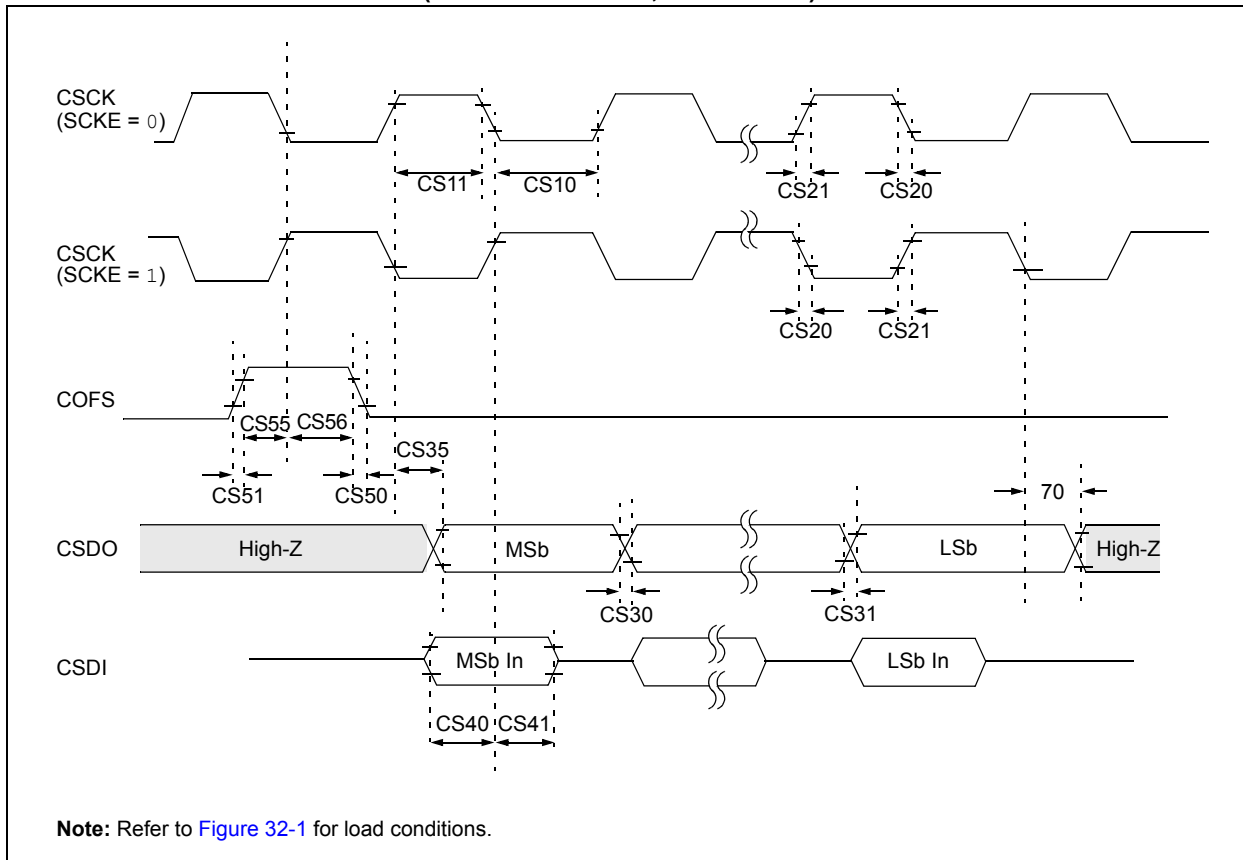 CSCK
(SCKE = 0)
CS11
CS10
CS21
CS20
CSCK
(SCKE = 1)
CS20
CS21
COFS
CS55
CS56
CS35
CS51
CS50
70
CSDO
High-Z
MSb
LSb
High-Z
CS30
CS31
CSDI
MSb In
LSb In
CS40
CS41
Note: Refer to Figure 32-1 for load conditions.